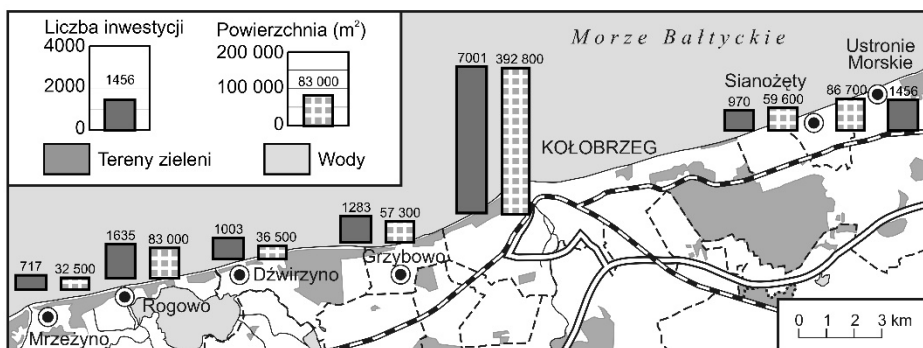 Liczba inwestycji
4000
2000
0
1456
Powierzchnia (m²)
200 000
100 000
0
83 000
Tereny zieleni
Wody
Morze Bałtyckie
Ustronie
Morskie
Sianożęty
970
59 600
86 700
1456
7001
392 800
KOŁOBRZEG
1283
57 300
Grzybowo
1003
36 500
Dźwirzyno
1635
83 000
Rogowo
717
32 500
Mrzeżyno
0 1 2 3 km